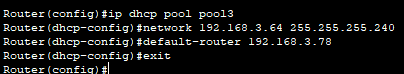 Router(config)#ip dhcp pool pool3
Router(dhcp-config)#network 192.168.3.64 255.255.255.240
Router(dhcp-config)#default-router 192.168.3.78
Router(dhcp-config)#exit
Router(config)#